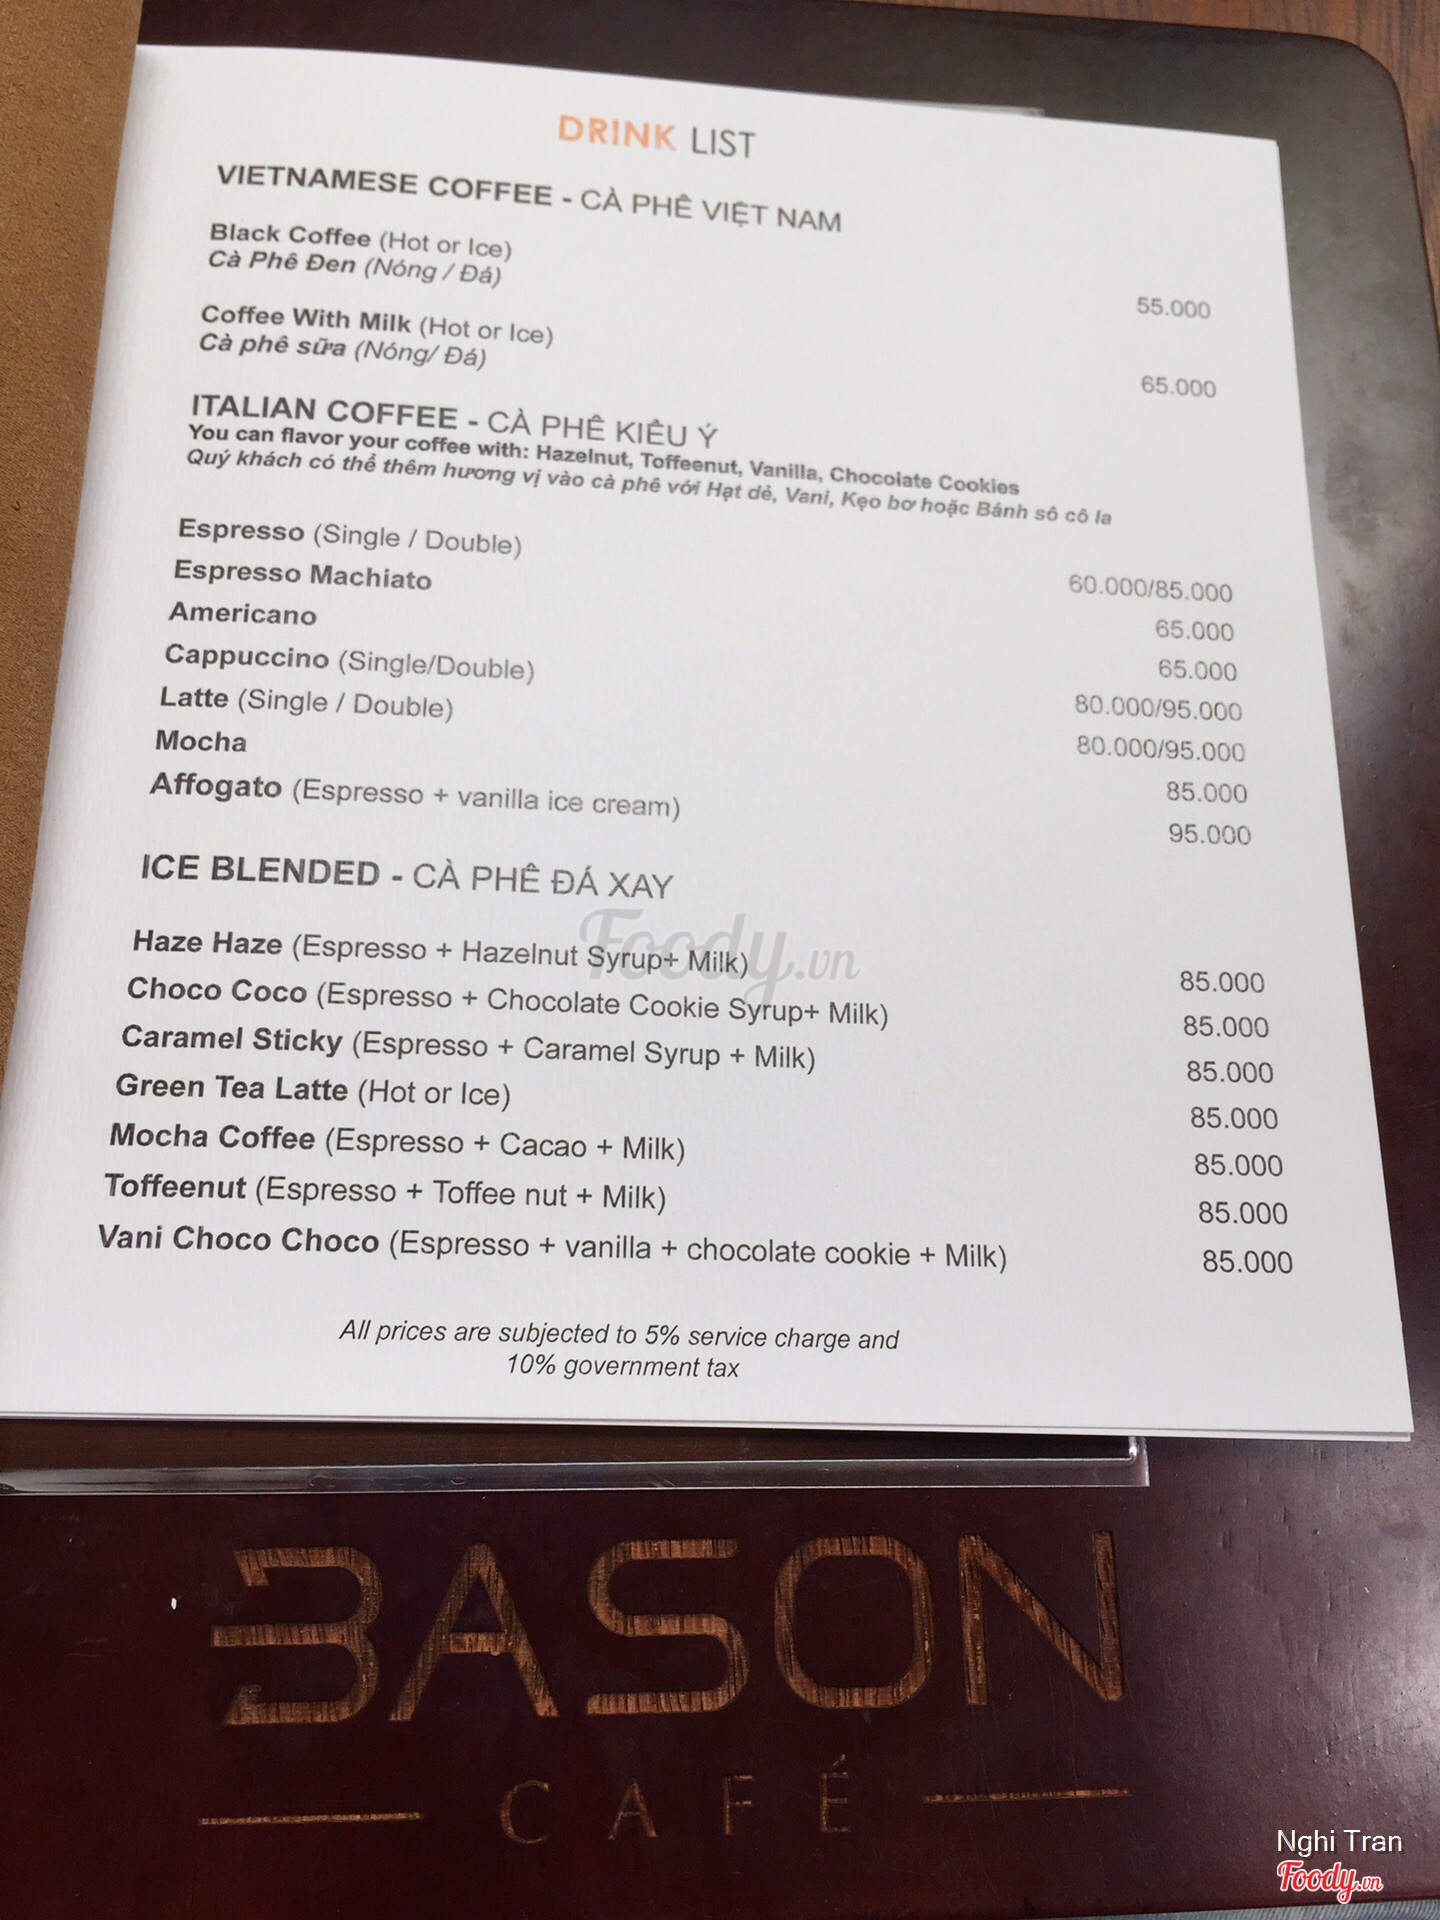 DRINK LIST
VIETNAMESE COFFEE - CÀ PHÊ VIỆT NAM
Black Coffee (Hot or Ice)
Cà Phê Đen (Nóng / Đá)
55.000
Coffee With Milk (Hot or Ice)
Cà phê sữa (Nóng/ Đá)
65.000
ITALIAN COFFEE - CÀ PHÊ KIỂU Ý
You can flavor your coffee with: Hazelnut, Toffeenut, Vanilla, Chocolate Cookies
Quý khách có thể thêm hương vị vào cà phê với Hạt dẻ, Vani, Kẹo bơ hoặc Bánh sô cô la
Espresso (Single / Double) 60.000/85.000
Espresso Machiato 65.000
Americano 65.000
Cappuccino (Single/Double) 80.000/95.000
Latte (Single / Double) 80.000/95.000
Mocha 85.000
Affogato (Espresso + vanilla ice cream) 95.000
ICE BLENDED - CÀ PHÊ ĐÁ XAY
Haze Haze (Espresso + Hazelnut Syrup+ Milk) 85.000
Choco Coco (Espresso + Chocolate Cookie Syrup+ Milk) 85.000
Caramel Sticky (Espresso + Caramel Syrup + Milk) 85.000
Green Tea Latte (Hot or Ice) 85.000
Mocha Coffee (Espresso + Cacao + Milk) 85.000
Toffeenut (Espresso + Toffee nut + Milk) 85.000
Vani Choco Choco (Espresso + vanilla + chocolate cookie + Milk) 85.000
All prices are subjected to 5% service charge and
10% government tax
Foody.vn
BASON
CAFÉ
Nghi Tran
Foody.vn